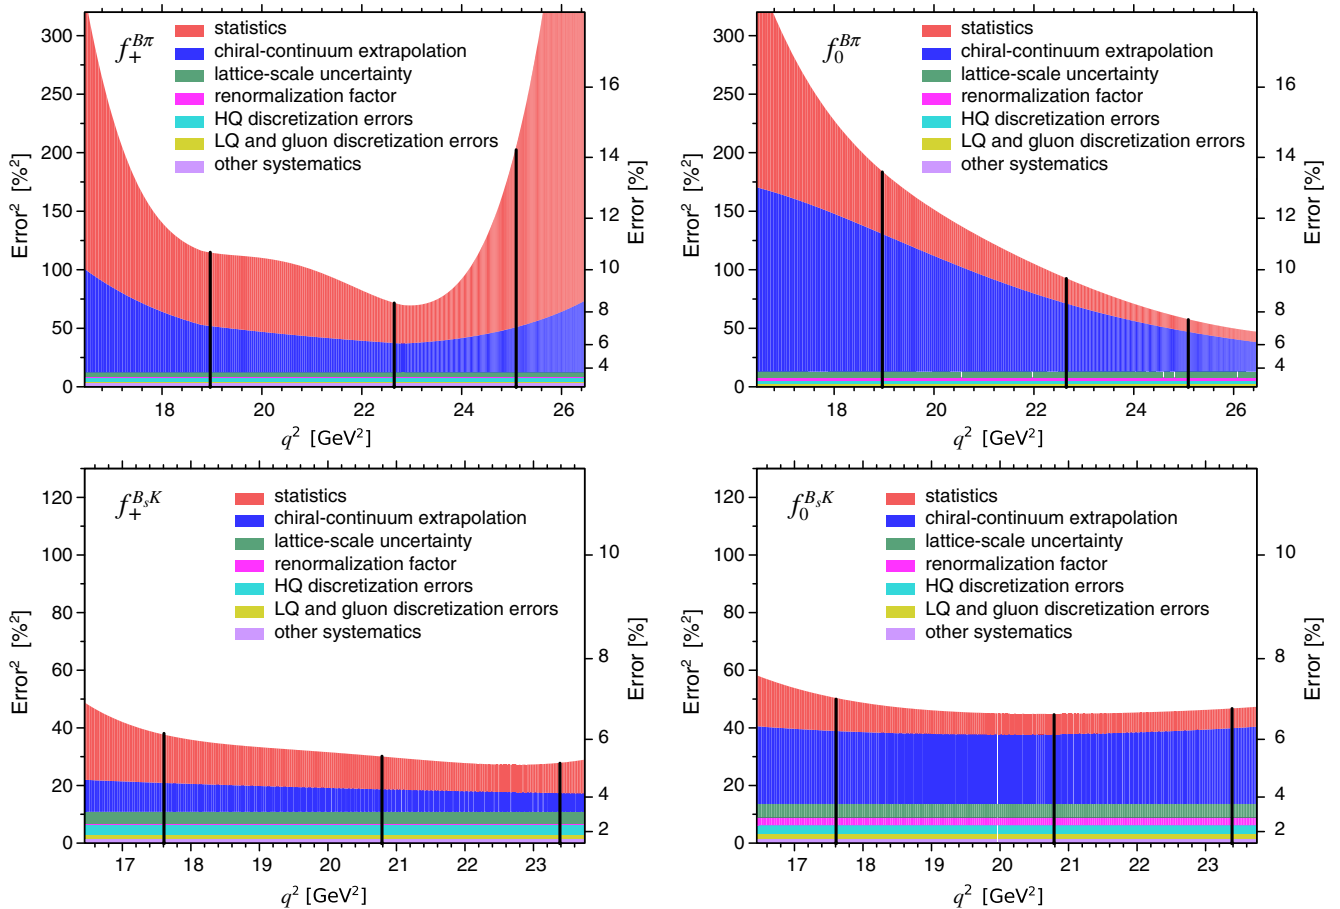 f_+^{Bπ}
statistics
chiral-continuum extrapolation
lattice-scale uncertainty
renormalization factor
HQ discretization errors
LQ and gluon discretization errors
other systematics
Error² [%²]
300
250
200
150
100
50
0
Error [%]
16
14
12
10
8
6
4
18 20 22 24 26
q² [GeV²]
f_0^{Bπ}
statistics
chiral-continuum extrapolation
lattice-scale uncertainty
renormalization factor
HQ discretization errors
LQ and gluon discretization errors
other systematics
Error² [%²]
300
250
200
150
100
50
0
Error [%]
16
14
12
10
8
6
4
18 20 22 24 26
q² [GeV²]
f_+^{B_sK}
statistics
chiral-continuum extrapolation
lattice-scale uncertainty
renormalization factor
HQ discretization errors
LQ and gluon discretization errors
other systematics
Error² [%²]
120
100
80
60
40
20
0
Error [%]
10
8
6
4
2
17 18 19 20 21 22 23
q² [GeV²]
f_0^{B_sK}
statistics
chiral-continuum extrapolation
lattice-scale uncertainty
renormalization factor
HQ discretization errors
LQ and gluon discretization errors
other systematics
Error² [%²]
120
100
80
60
40
20
0
Error [%]
10
8
6
4
2
17 18 19 20 21 22 23
q² [GeV²]